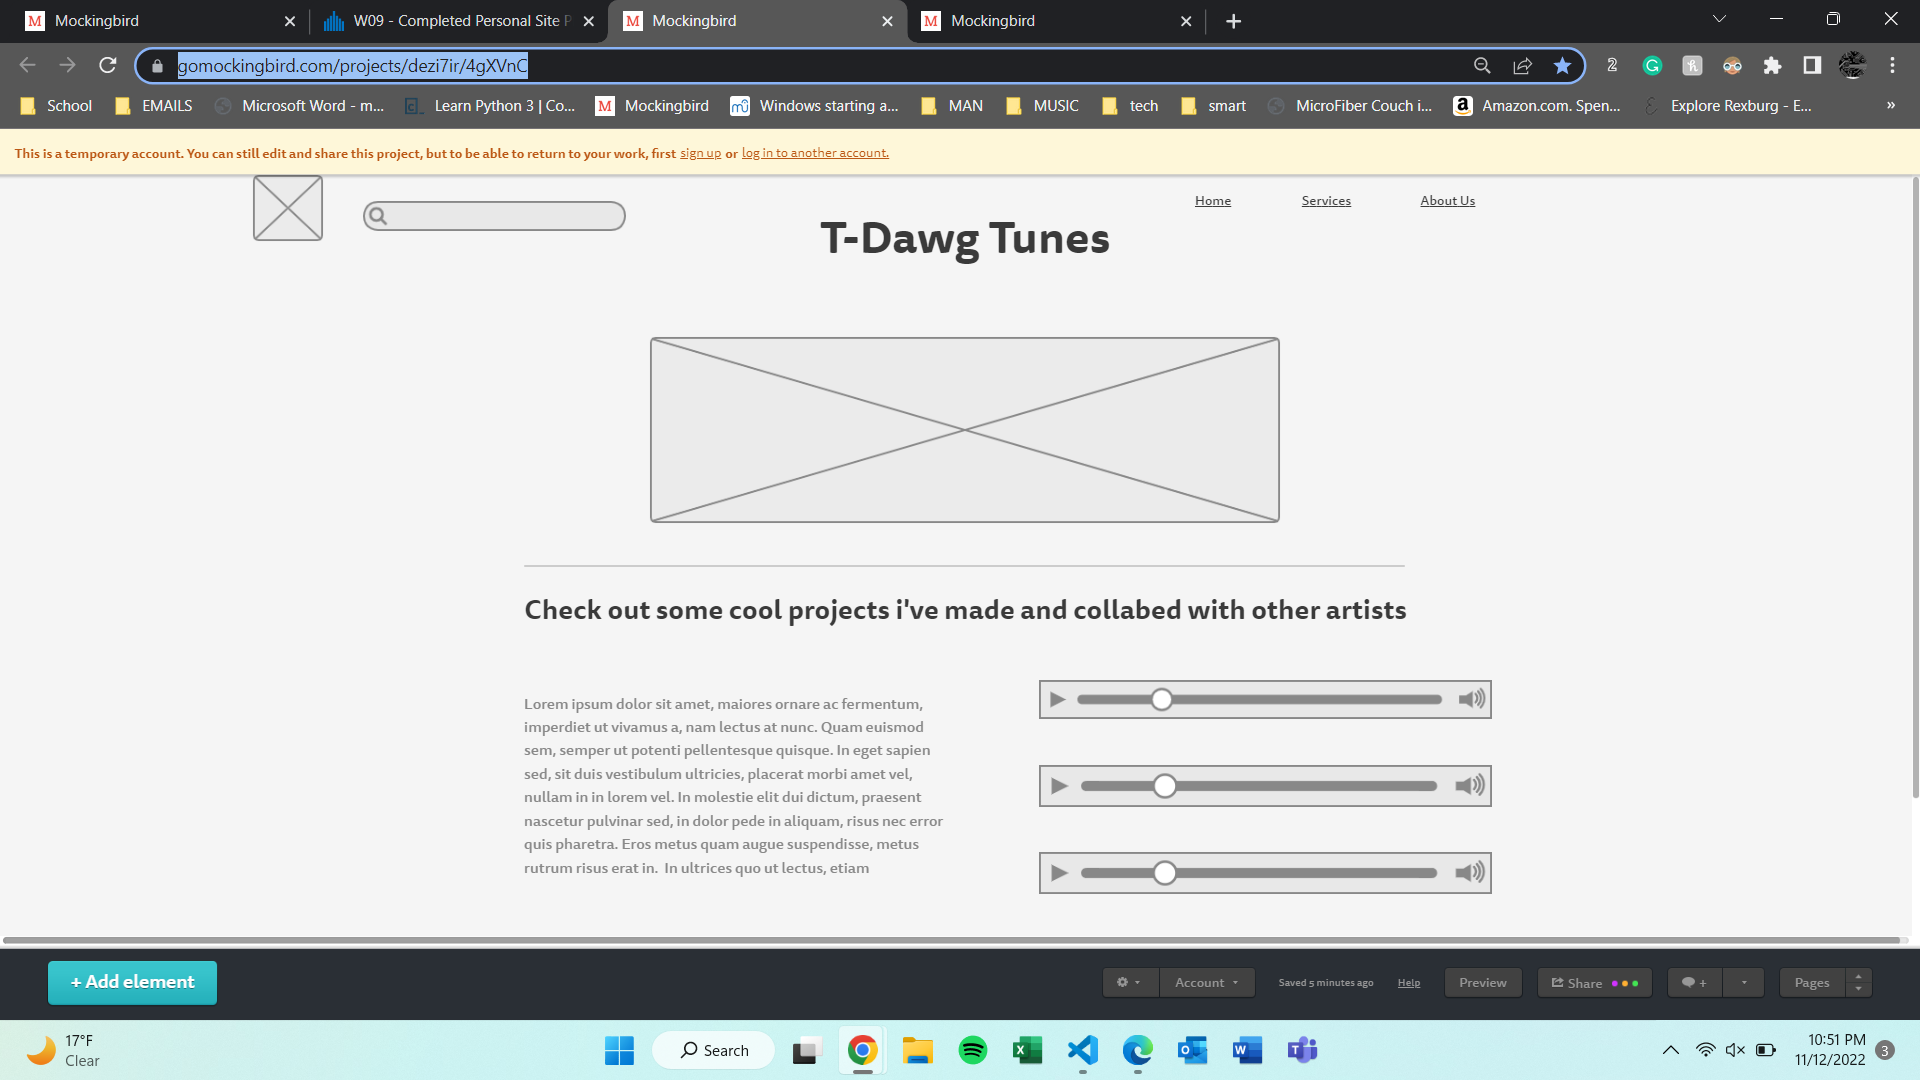 Mockingbird
W09 - Completed Personal Site P
Mockingbird
Mockingbird
gomockingbird.com/projects/dezi7ir/4gXVnC
School
EMAILS
Microsoft Word - m...
Learn Python 3 | Co...
Mockingbird
Windows starting a...
MAN
MUSIC
tech
smart
MicroFiber Couch i...
Amazon.com. Spen...
Explore Rexburg - E...
»
This is a temporary account. You can still edit and share this project, but to be able to return to your work, first sign up or log in to another account.
Home
Services
About Us
T-Dawg Tunes
Check out some cool projects i've made and collabed with other artists
Lorem ipsum dolor sit amet, maiores ornare ac fermentum,
imperdiet ut vivamus a, nam lectus at nunc. Quam euismod
sem, semper ut potenti pellentesque quisque. In eget sapien
sed, sit duis vestibulum ultricies, placerat morbi amet vel,
nullam in in lorem vel. In molestie elit dui dictum, praesent
nascetur pulvinar sed, in dolor pede in aliquam, risus nec error
quis pharetra. Eros metus quam augue suspendisse, metus
rutrum risus erat in.  In ultrices quo ut lectus, etiam
+ Add element
Account
Saved 5 minutes ago
Help
Preview
Share
+
Pages
17°F
Clear
Search
10:51 PM
11/12/2022
3